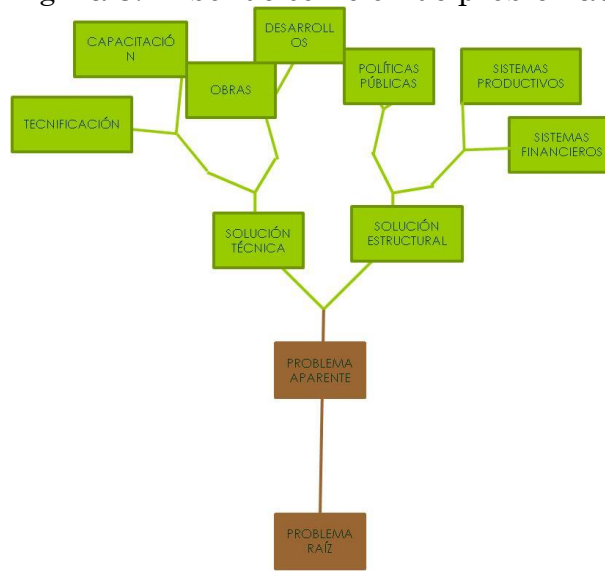 DESARROLL
OS
CAPACITACIÓ
N
POLÍTICAS
PÚBLICAS
SISTEMAS
PRODUCTIVOS
OBRAS
TECNIFICACIÓN
SISTEMAS
FINANCIEROS
SOLUCIÓN
TÉCNICA
SOLUCIÓN
ESTRUCTURAL
PROBLEMA
APARENTE
PROBLEMA
RAÍZ